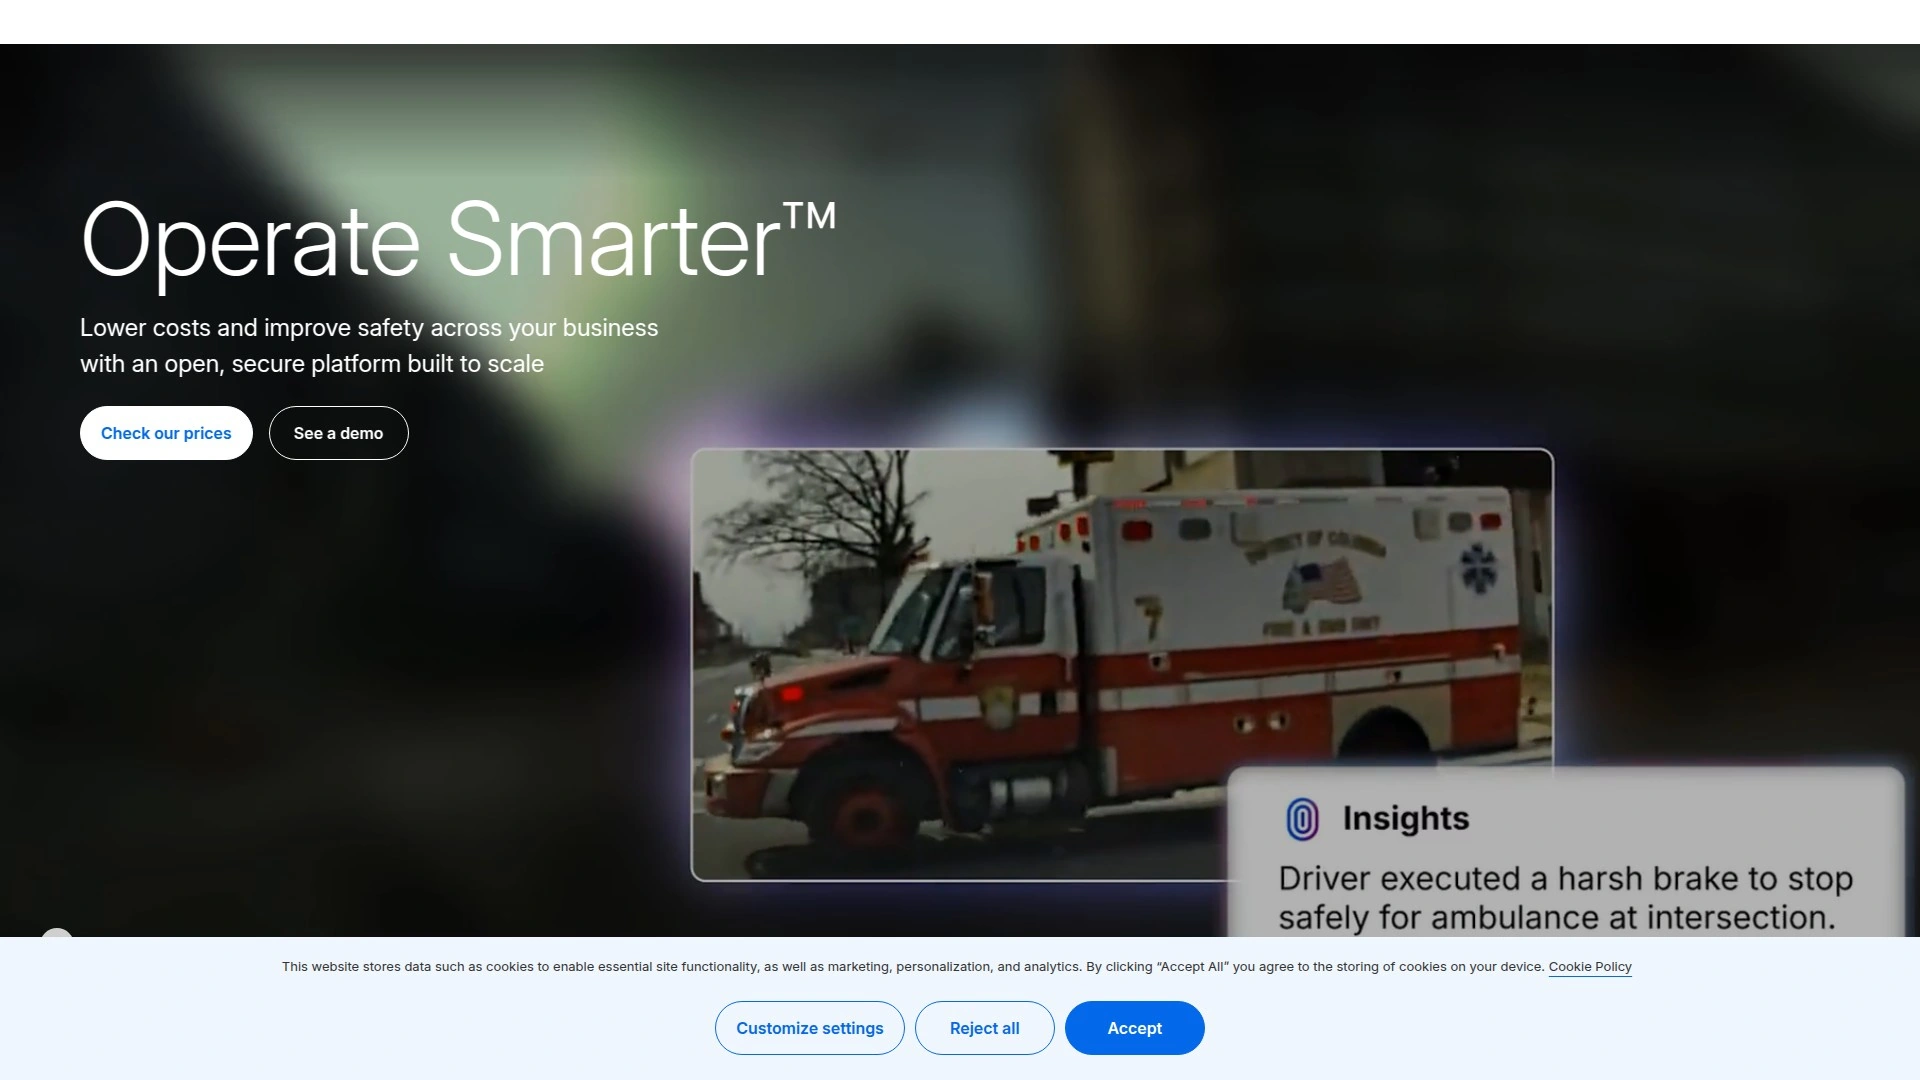 Operate Smarter™
Lower costs and improve safety across your business
with an open, secure platform built to scale
Check our prices
See a demo
7
Insights
Driver executed a harsh brake to stop
safely for ambulance at intersection.
This website stores data such as cookies to enable essential site functionality, as well as marketing, personalization, and analytics. By clicking “Accept All” you agree to the storing of cookies on your device. Cookie Policy
Customize settings
Reject all
Accept